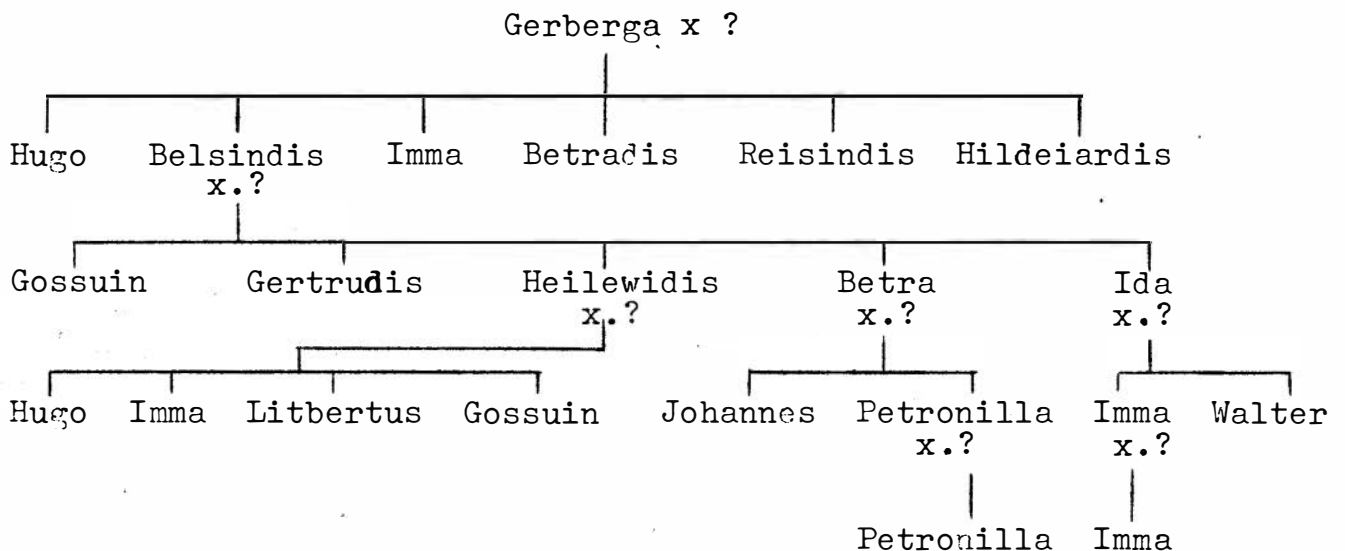 Gerberga x ?
Hugo Belsindis Imma Betradis Reisindis Hildeiardis
x.?
Gossuin Gertrudis Heilewidis Betra Ida
x.? x.? x.?
Hugo Imma Litbertus Gossuin Johannes Petronilla Imma Walter
x.? x.?
Petronilla Imma